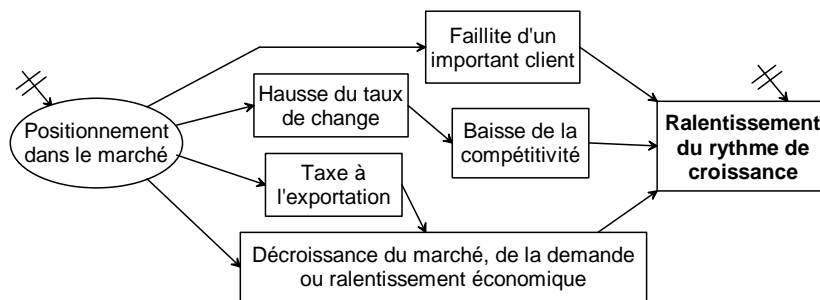 Faillite d'un
important client
Hausse du taux
de change
Positionnement
dans le marché
Baisse de la
compétitivité
Ralentissement
du rythme de
croissance
Taxe à
l'exportation
Décroissance du marché, de la demande
ou ralentissement économique